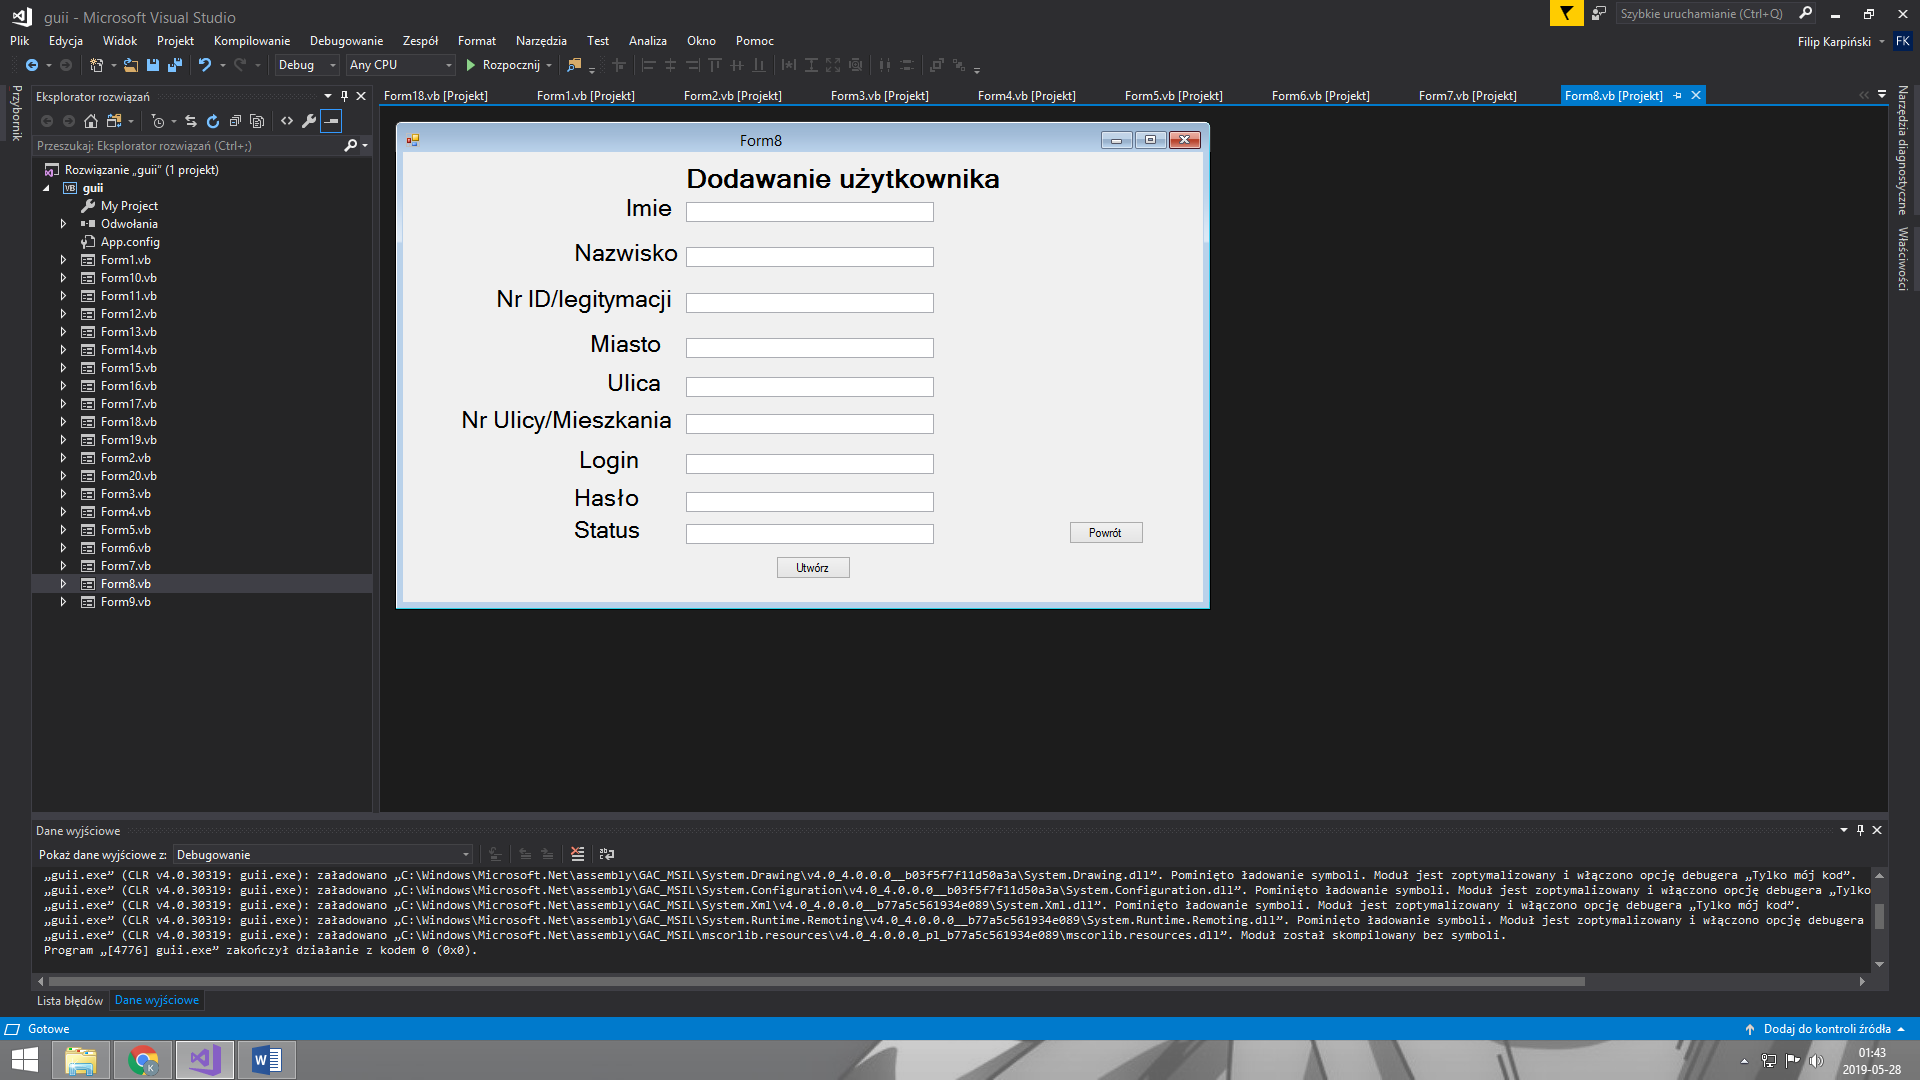 guii - Microsoft Visual Studio
Szybkie uruchamianie (Ctrl+Q)
Plik Edycja Widok Projekt Kompilowanie Debugowanie Zespół Format Narzędzia Test Analiza Okno Pomoc
Filip Karpiński FK
Debug Any CPU Rozpocznij
Przybornik
Eksplorator rozwiązań
Przeszukaj: Eksplorator rozwiązań (Ctrl+;)
Rozwiązanie „guii” (1 projekt)
VB guii
My Project
Odwołania
App.config
Form1.vb
Form10.vb
Form11.vb
Form12.vb
Form13.vb
Form14.vb
Form15.vb
Form16.vb
Form17.vb
Form18.vb
Form19.vb
Form2.vb
Form20.vb
Form3.vb
Form4.vb
Form5.vb
Form6.vb
Form7.vb
Form8.vb
Form9.vb
Form18.vb [Projekt] Form1.vb [Projekt] Form2.vb [Projekt] Form3.vb [Projekt] Form4.vb [Projekt] Form5.vb [Projekt] Form6.vb [Projekt] Form7.vb [Projekt] Form8.vb [Projekt]
Form8
Dodawanie użytkownika
Imie
Nazwisko
Nr ID/legitymacji
Miasto
Ulica
Nr Ulicy/Mieszkania
Login
Hasło
Status
Powrót
Utwórz
Narzędzia diagnostyczne
Właściwości
Dane wyjściowe
Pokaż dane wyjściowe z: Debugowanie
„guii.exe” (CLR v4.0.30319: guii.exe): załadowano „C:\Windows\Microsoft.Net\assembly\GAC_MSIL\System.Drawing\v4.0_4.0.0.0__b03f5f7f11d50a3a\System.Drawing.dll”. Pominięto ładowanie symboli. Moduł jest zoptymalizowany i włączono opcję debugera „Tylko mój kod”.
„guii.exe” (CLR v4.0.30319: guii.exe): załadowano „C:\Windows\Microsoft.Net\assembly\GAC_MSIL\System.Configuration\v4.0_4.0.0.0__b03f5f7f11d50a3a\System.Configuration.dll”. Pominięto ładowanie symboli. Moduł jest zoptymalizowany i włączono opcję debugera „Tylko
„guii.exe” (CLR v4.0.30319: guii.exe): załadowano „C:\Windows\Microsoft.Net\assembly\GAC_MSIL\System.Xml\v4.0_4.0.0.0__b77a5c561934e089\System.Xml.dll”. Pominięto ładowanie symboli. Moduł jest zoptymalizowany i włączono opcję debugera „Tylko mój kod”.
„guii.exe” (CLR v4.0.30319: guii.exe): załadowano „C:\Windows\Microsoft.Net\assembly\GAC_MSIL\System.Runtime.Remoting\v4.0_4.0.0.0__b77a5c561934e089\System.Runtime.Remoting.dll”. Pominięto ładowanie symboli. Moduł jest zoptymalizowany i włączono opcję debugera
„guii.exe” (CLR v4.0.30319: guii.exe): załadowano „C:\Windows\Microsoft.Net\assembly\GAC_MSIL\mscorlib.resources\v4.0_4.0.0.0_pl_b77a5c561934e089\mscorlib.resources.dll”. Moduł został skompilowany bez symboli.
Program „[4776] guii.exe” zakończył działanie z kodem 0 (0x0).
Lista błędów Dane wyjściowe
Gotowe
Dodaj do kontroli źródła
01:43
2019-05-28